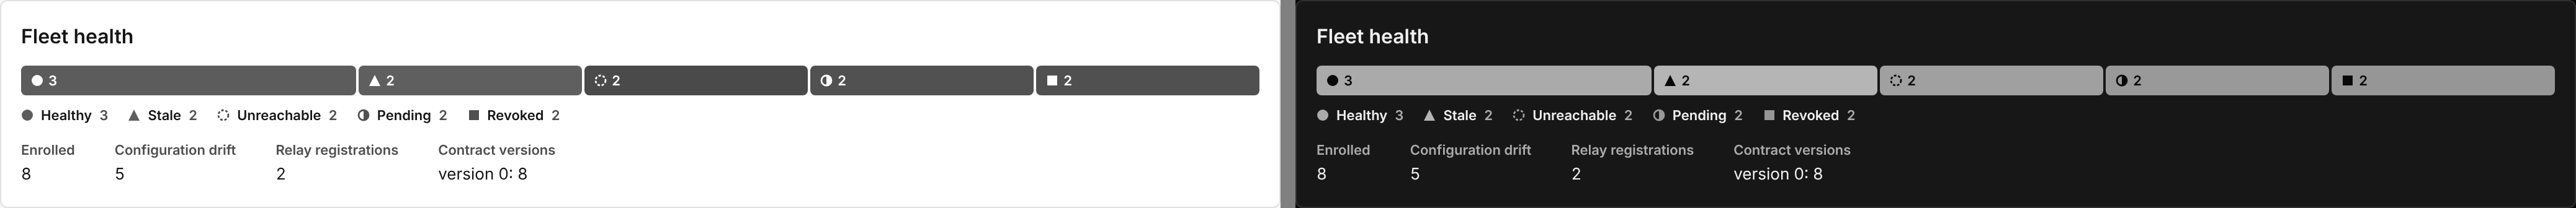 Fleet health
3 2 2 2 2
Healthy 3 Stale 2 Unreachable 2 Pending 2 Revoked 2
Enrolled Configuration drift Relay registrations Contract versions
8 5 2 version 0: 8
Fleet health
3 2 2 2 2
Healthy 3 Stale 2 Unreachable 2 Pending 2 Revoked 2
Enrolled Configuration drift Relay registrations Contract versions
8 5 2 version 0: 8